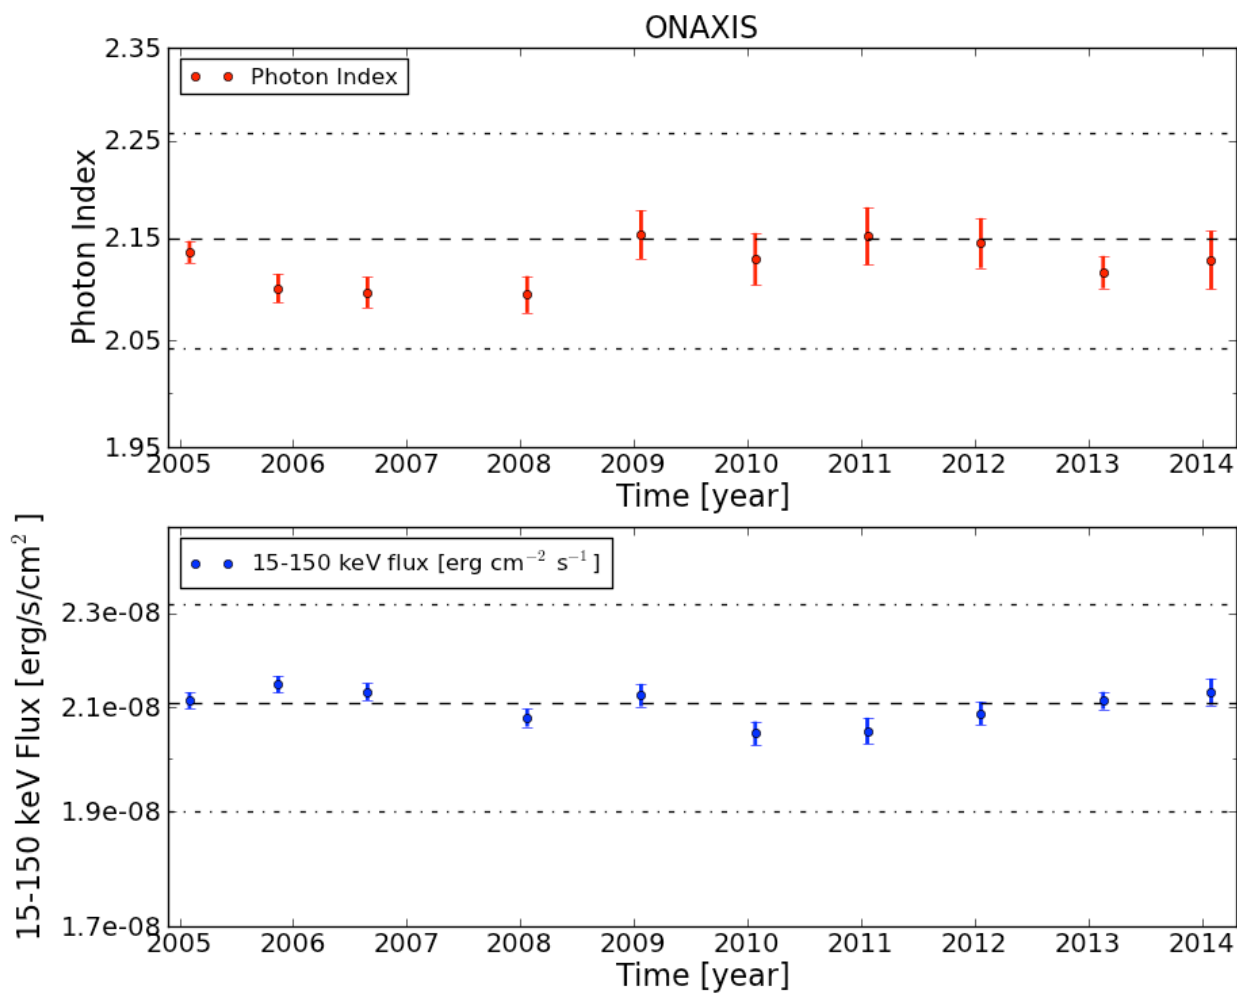 ONAXIS
Photon Index
2.35
2.25
2.15
2.05
1.95
Photon Index
2005 2006 2007 2008 2009 2010 2011 2012 2013 2014
Time [year]
15-150 keV flux [erg cm⁻² s⁻¹]
2.3e-08
2.1e-08
1.9e-08
1.7e-08
15-150 keV Flux [erg/s/cm² ]
2005 2006 2007 2008 2009 2010 2011 2012 2013 2014
Time [year]